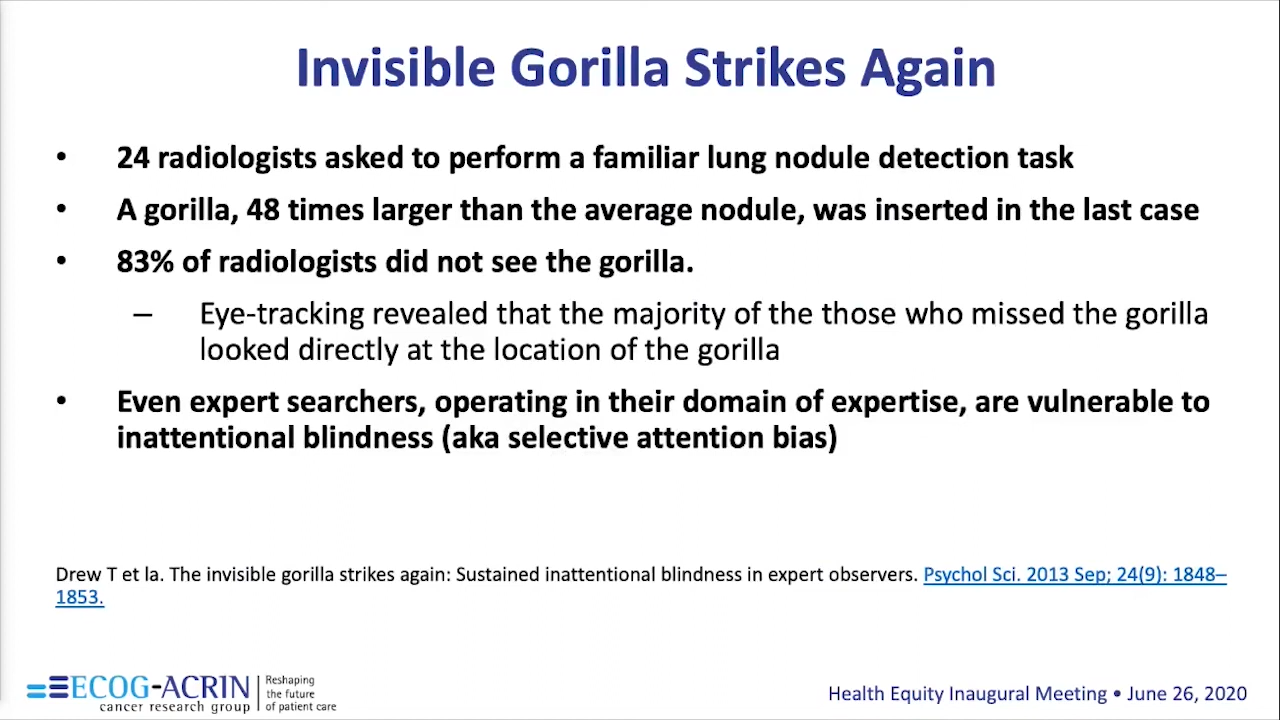 Invisible Gorilla Strikes Again
• 24 radiologists asked to perform a familiar lung nodule detection task
• A gorilla, 48 times larger than the average nodule, was inserted in the last case
• 83% of radiologists did not see the gorilla.
– Eye-tracking revealed that the majority of the those who missed the gorilla
looked directly at the location of the gorilla
• Even expert searchers, operating in their domain of expertise, are vulnerable to
inattentional blindness (aka selective attention bias)
Drew T et la. The invisible gorilla strikes again: Sustained inattentional blindness in expert observers. Psychol Sci. 2013 Sep; 24(9): 1848–
1853.
ECOG-ACRIN
cancer research group
Reshaping
the future
of patient care
Health Equity Inaugural Meeting • June 26, 2020